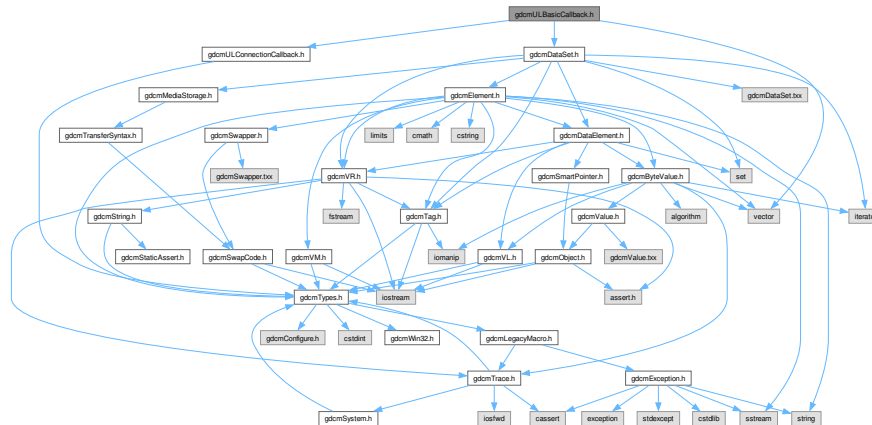 gdcmULBasicCallback.h
gdcmULConnectionCallback.h
gdcmDataSet.h
gdcmMediaStorage.h
gdcmElement.h
gdcmDataSet.txx
gdcmTransferSyntax.h
gdcmSwapper.h
limits
cmath
cstring
gdcmDataElement.h
gdcmSwapper.txx
gdcmVR.h
gdcmSmartPointer.h
gdcmByteValue.h
set
gdcmString.h
fstream
gdcmTag.h
gdcmValue.h
algorithm
vector
iterator
gdcmStaticAssert.h
gdcmSwapCode.h
gdcmVM.h
iomanip
gdcmVL.h
gdcmObject.h
gdcmValue.txx
gdcmTypes.h
iostream
assert.h
gdcmConfigure.h
cstdint
gdcmWin32.h
gdcmLegacyMacro.h
gdcmTrace.h
gdcmException.h
gdcmSystem.h
iosfwd
cassert
exception
stdexcept
cstdlib
sstream
string